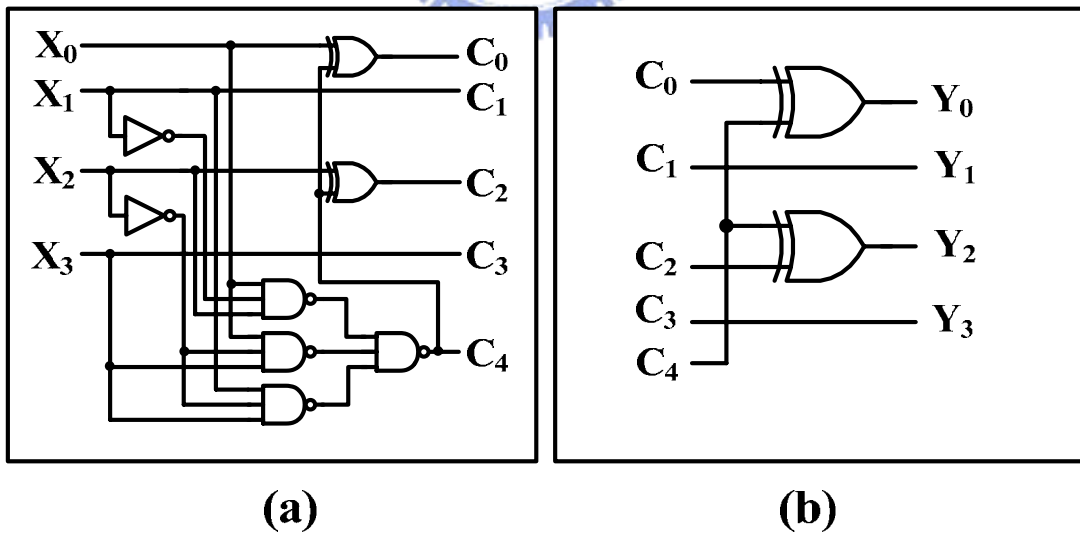 X₀
C₀
X₁
C₁
X₂
C₂
X₃
C₃
C₄
(a)
C₀
Y₀
C₁
Y₁
C₂
Y₂
C₃
Y₃
C₄
(b)